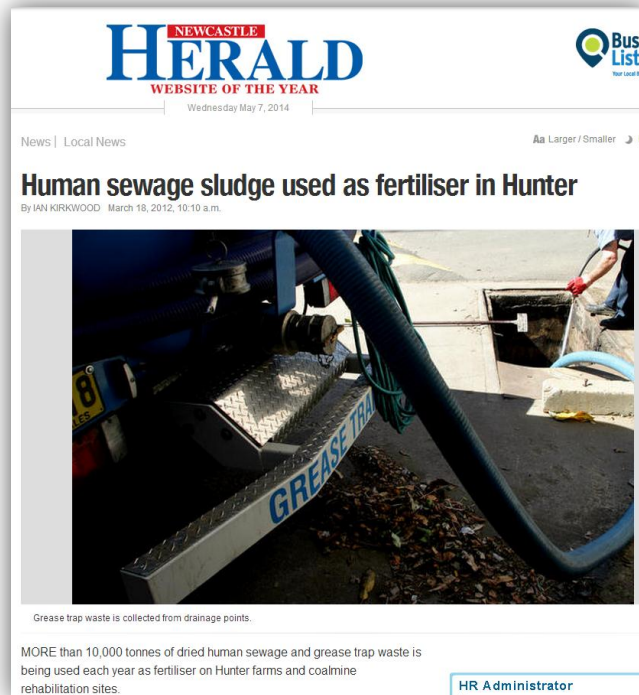 NEWCASTLE
HERALD
WEBSITE OF THE YEAR
Wednesday May 7, 2014
News | Local News
Aa Larger / Smaller
Human sewage sludge used as fertiliser in Hunter
By IAN KIRKWOOD March 18, 2012, 10:10 a.m.
GREASE TRA
Grease trap waste is collected from drainage points.
MORE than 10,000 tonnes of dried human sewage and grease trap waste is
being used each year as fertiliser on Hunter farms and coalmine
rehabilitation sites.
HR Administrator